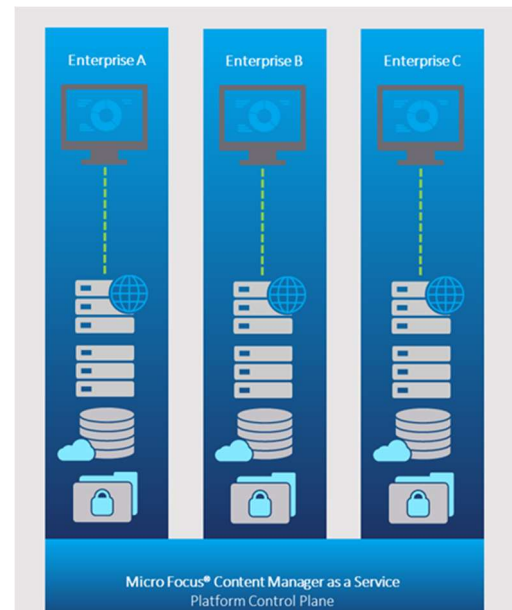 Enterprise A
Enterprise B
Enterprise C
Micro Focus® Content Manager as a Service
Platform Control Plane